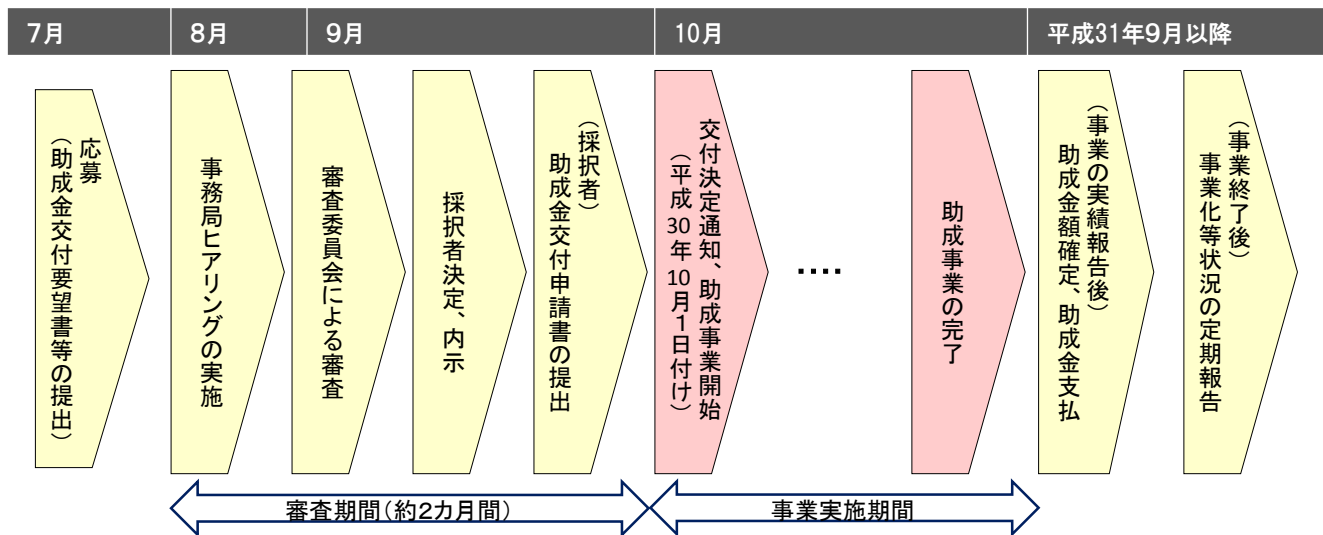 7月
8月
9月
10月
平成31年9月以降
応募
(助成金交付要望書等の提出)
事務局ヒアリングの実施
審査委員会による審査
採択者決定、内示
(採択者)
助成金交付申請書の提出
交付決定通知、助成事業開始
(平成30年10月1日付け)
‥‥
助成事業の完了
(事業の実績報告後)
助成金額確定、助成金支払
(事業終了後)
事業化等状況の定期報告
審査期間(約2カ月間)
事業実施期間